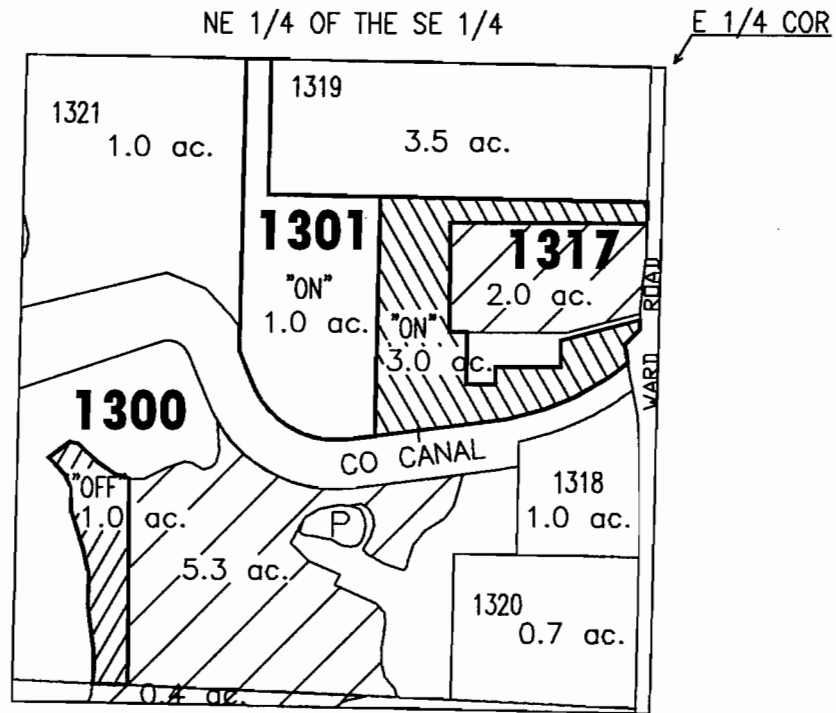 NE 1/4 OF THE SE 1/4
E 1/4 COR
1319
1321
1.0 ac.
3.5 ac.
1301
1317
"ON"
1.0 ac.
2.0 ac.
"ON"
3.0 ac.
WARD ROAD
1300
CO CANAL
"OFF"
1.0 ac.
1318
1.0 ac.
P
5.3 ac.
1320
0.7 ac.
0.4 ac.